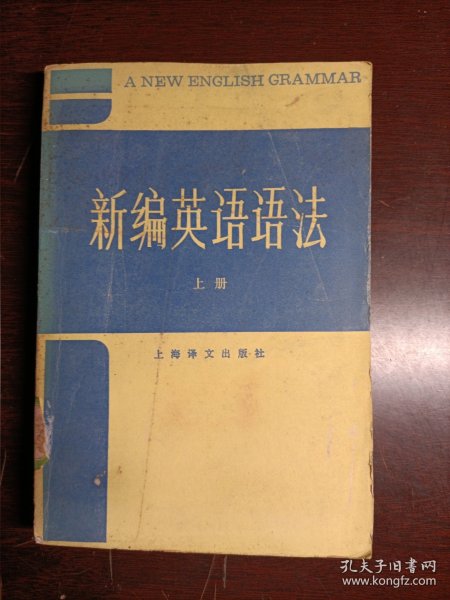 A NEW ENGLISH GRAMMAR
新编英语语法
上册
上海译文出版社
孔夫子旧书网
www.kongfz.com